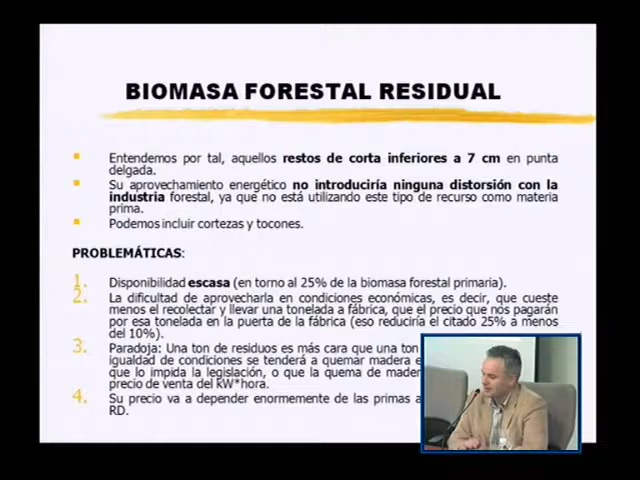 BIOMASA FORESTAL RESIDUAL
Entendemos por tal, aquellos restos de corta inferiores a 7 cm en punta
delgada.
Su aprovechamiento energético no introduciría ninguna distorsión con la
industria forestal, ya que no está utilizando este tipo de recurso como materia
prima.
Podemos incluir cortezas y tocones.
PROBLEMÁTICAS:
1. Disponibilidad escasa (en torno al 25% de la biomasa forestal primaria).
2. La dificultad de aprovecharla en condiciones económicas, es decir, que cueste
menos el recolectar y llevar una tonelada a fábrica, que el precio que nos pagarán
por esa tonelada en la puerta de la fábrica (eso reduciría el citado 25% a menos
del 10%).
3. Paradoja: Una ton de residuos es más cara que una ton
igualdad de condiciones se tenderá a quemar madera
que lo impida la legislación, o que la quema de
precio de venta del kW*hora.
4. Su precio va a depender enormemente de las primas
RD.